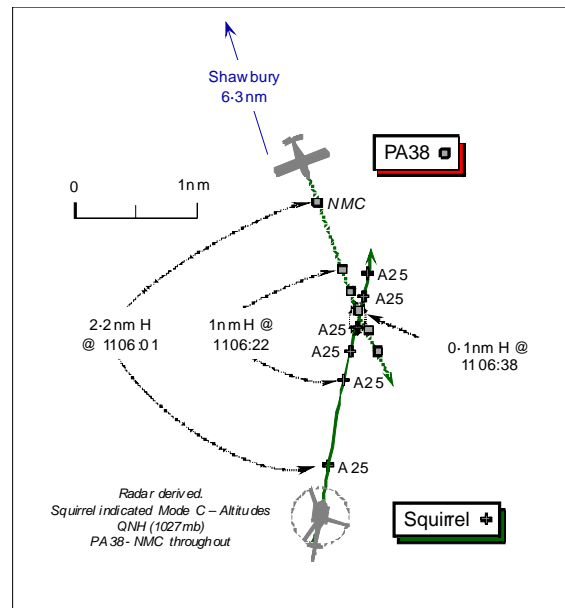 Shawbury
6·3nm
PA38
0
1nm
NMC
A25
A25
2·2nm H
@ 1106:01
1nm H @
1106:22
A25
A25
0·1nm H @
1106:38
A25
A25
Radar derived.
Squirrel indicated Mode C – Altitudes
QNH (1027mb)
PA38- NMC throughout
Squirrel